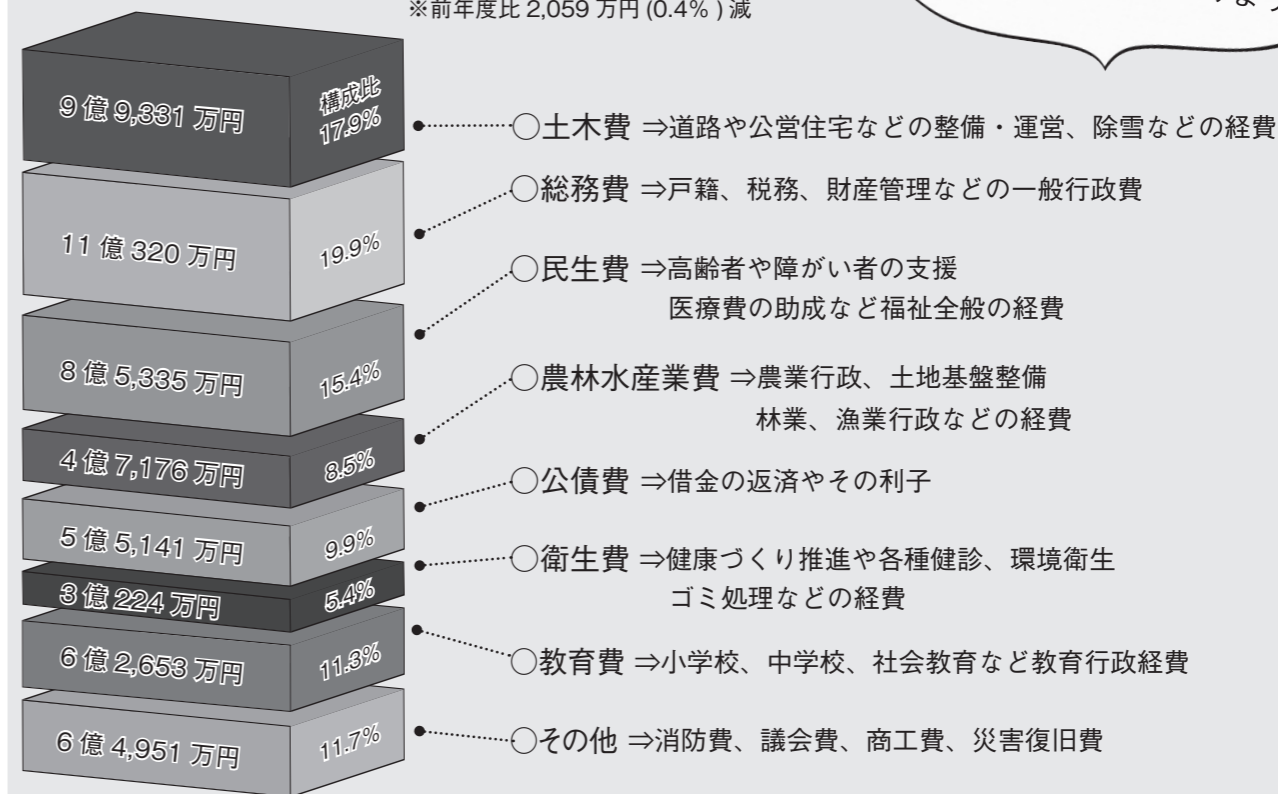 ※前年度比 2,059 万円 (0.4% ) 減
9 億 9,331 万円
構成比
17.9%
○土木費 ⇒道路や公営住宅などの整備・運営、除雪などの経費
11 億 320 万円
19.9%
○総務費 ⇒戸籍、税務、財産管理などの一般行政費
8 億 5,335 万円
15.4%
○民生費 ⇒高齢者や障がい者の支援
医療費の助成など福祉全般の経費
4 億 7,176 万円
8.5%
○農林水産業費 ⇒農業行政、土地基盤整備
林業、漁業行政などの経費
5 億 5,141 万円
9.9%
○公債費 ⇒借金の返済やその利子
3 億 224 万円
5.4%
○衛生費 ⇒健康づくり推進や各種健診、環境衛生
ゴミ処理などの経費
6 億 2,653 万円
11.3%
○教育費 ⇒小学校、中学校、社会教育など教育行政経費
6 億 4,951 万円
11.7%
○その他 ⇒消防費、議会費、商工費、災害復旧費